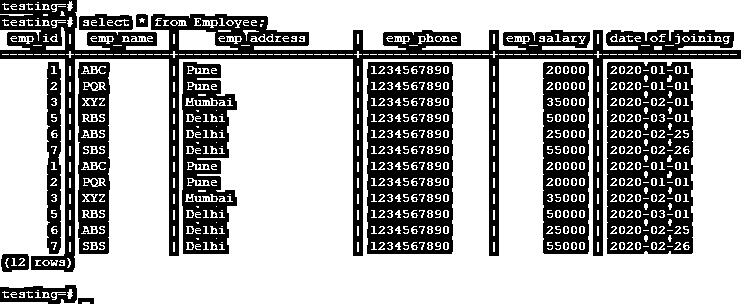 testing=#
testing=# select * from Employee;
emp_id | emp_name | emp_address | emp_phone | emp_salary | date_of_joining
1 | ABC | Pune | 1234567890 | 20000 | 2020-01-01
2 | PQR | Pune | 1234567890 | 20000 | 2020-01-01
3 | XYZ | Mumbai | 1234567890 | 35000 | 2020-02-01
5 | RBS | Delhi | 1234567890 | 50000 | 2020-03-01
6 | ABS | Delhi | 1234567890 | 25000 | 2020-02-25
7 | SBS | Delhi | 1234567890 | 55000 | 2020-02-26
1 | ABC | Pune | 1234567890 | 20000 | 2020-01-01
2 | PQR | Pune | 1234567890 | 20000 | 2020-01-01
3 | XYZ | Mumbai | 1234567890 | 35000 | 2020-02-01
5 | RBS | Delhi | 1234567890 | 50000 | 2020-03-01
6 | ABS | Delhi | 1234567890 | 25000 | 2020-02-25
7 | SBS | Delhi | 1234567890 | 55000 | 2020-02-26
(12 rows)
testing=#